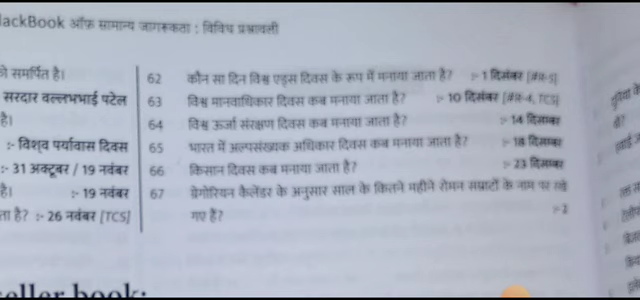 lackBook ऑफ़ सामान्य जागरूकता : विविध प्रश्नावली
समर्पित है।
सरदार वल्लभभाई पटेल
है।
:- विश्व पर्यावास दिवस
:- 31 अक्टूबर / 19 नवंबर
है। :- 19 नवंबर
ता है? :- 26 नवंबर [TCS]
62 कौन सा दिन विश्व एड्स दिवस के रूप में मनाया जाता है? :- 1 दिसंबर
63 विश्व मानवाधिकार दिवस कब मनाया जाता है? :- 10 दिसंबर
64 विश्व ऊर्जा संरक्षण दिवस कब मनाया जाता है? :- 14 दिसम्बर
65 भारत में अल्पसंख्यक अधिकार दिवस कब मनाया जाता है? :- 18 दिसम्बर
66 किसान दिवस कब मनाया जाता है? :- 23 दिसम्बर
67 ग्रेगोरियन कैलेंडर के अनुसार साल के कितने महीने रोमन सम्राटों के नाम पर रखे
गए हैं? :- 2
eller book: